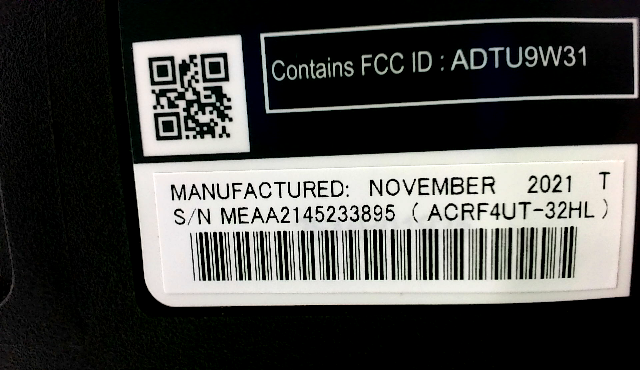 Contains FCC ID : ADTU9W31
MANUFACTURED: NOVEMBER 2021 T
S/N MEAA2145233895 ( ACRF4UT-32HL )